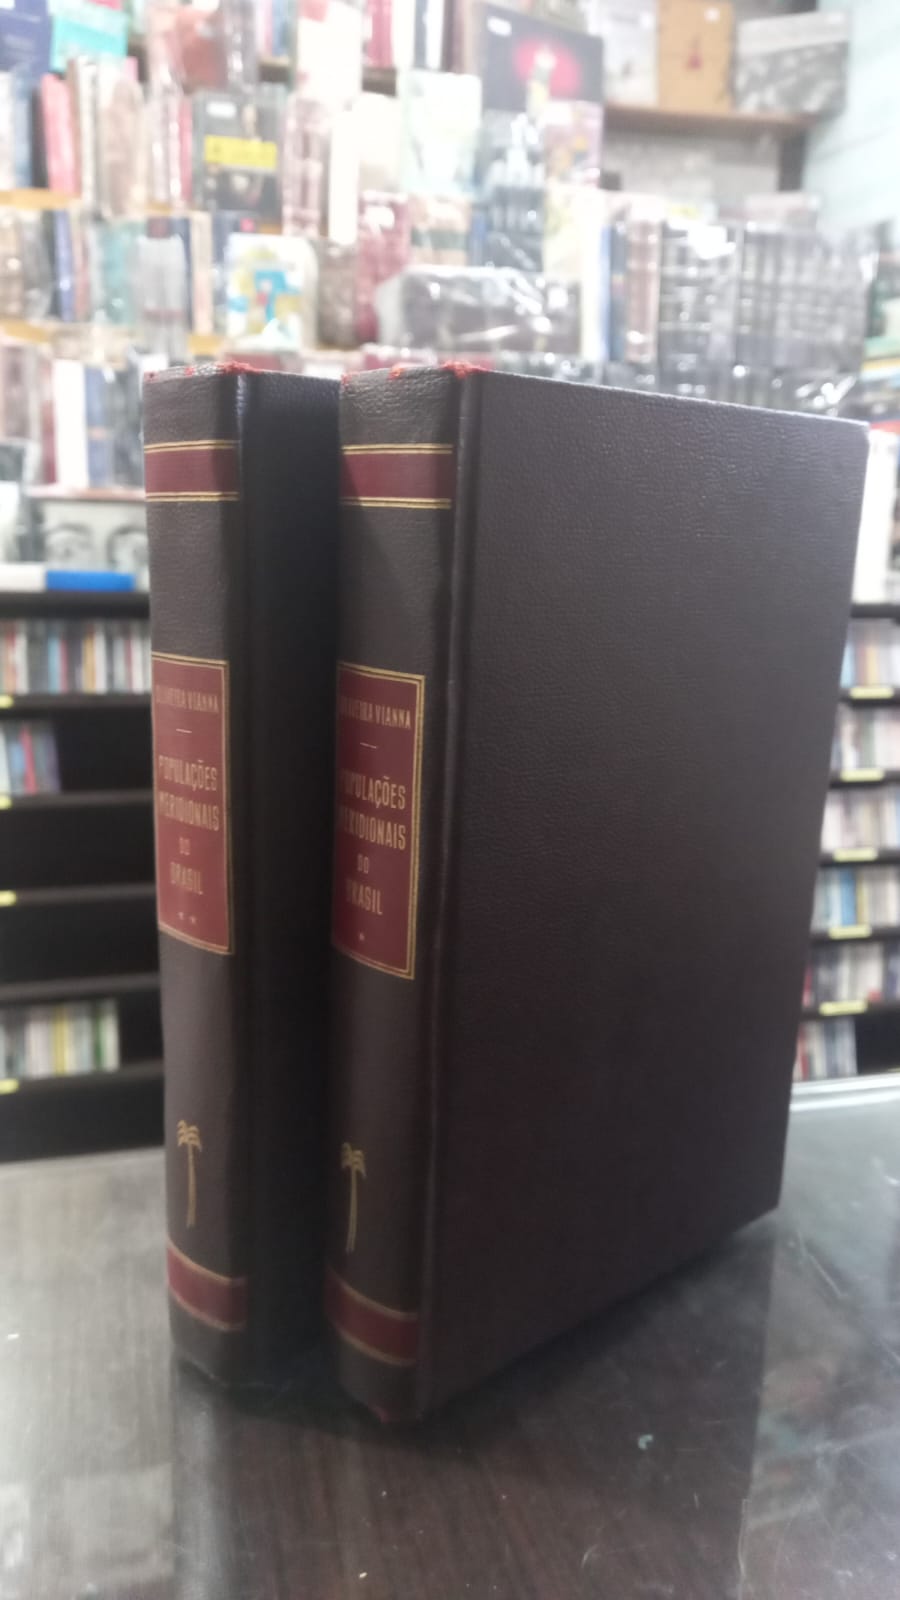 OLIVEIRA VIANNA
POPULAÇÕES
MERIDIONAIS
DO
BRASIL
* *
OLIVEIRA VIANNA
POPULAÇÕES
MERIDIONAIS
DO
BRASIL
*